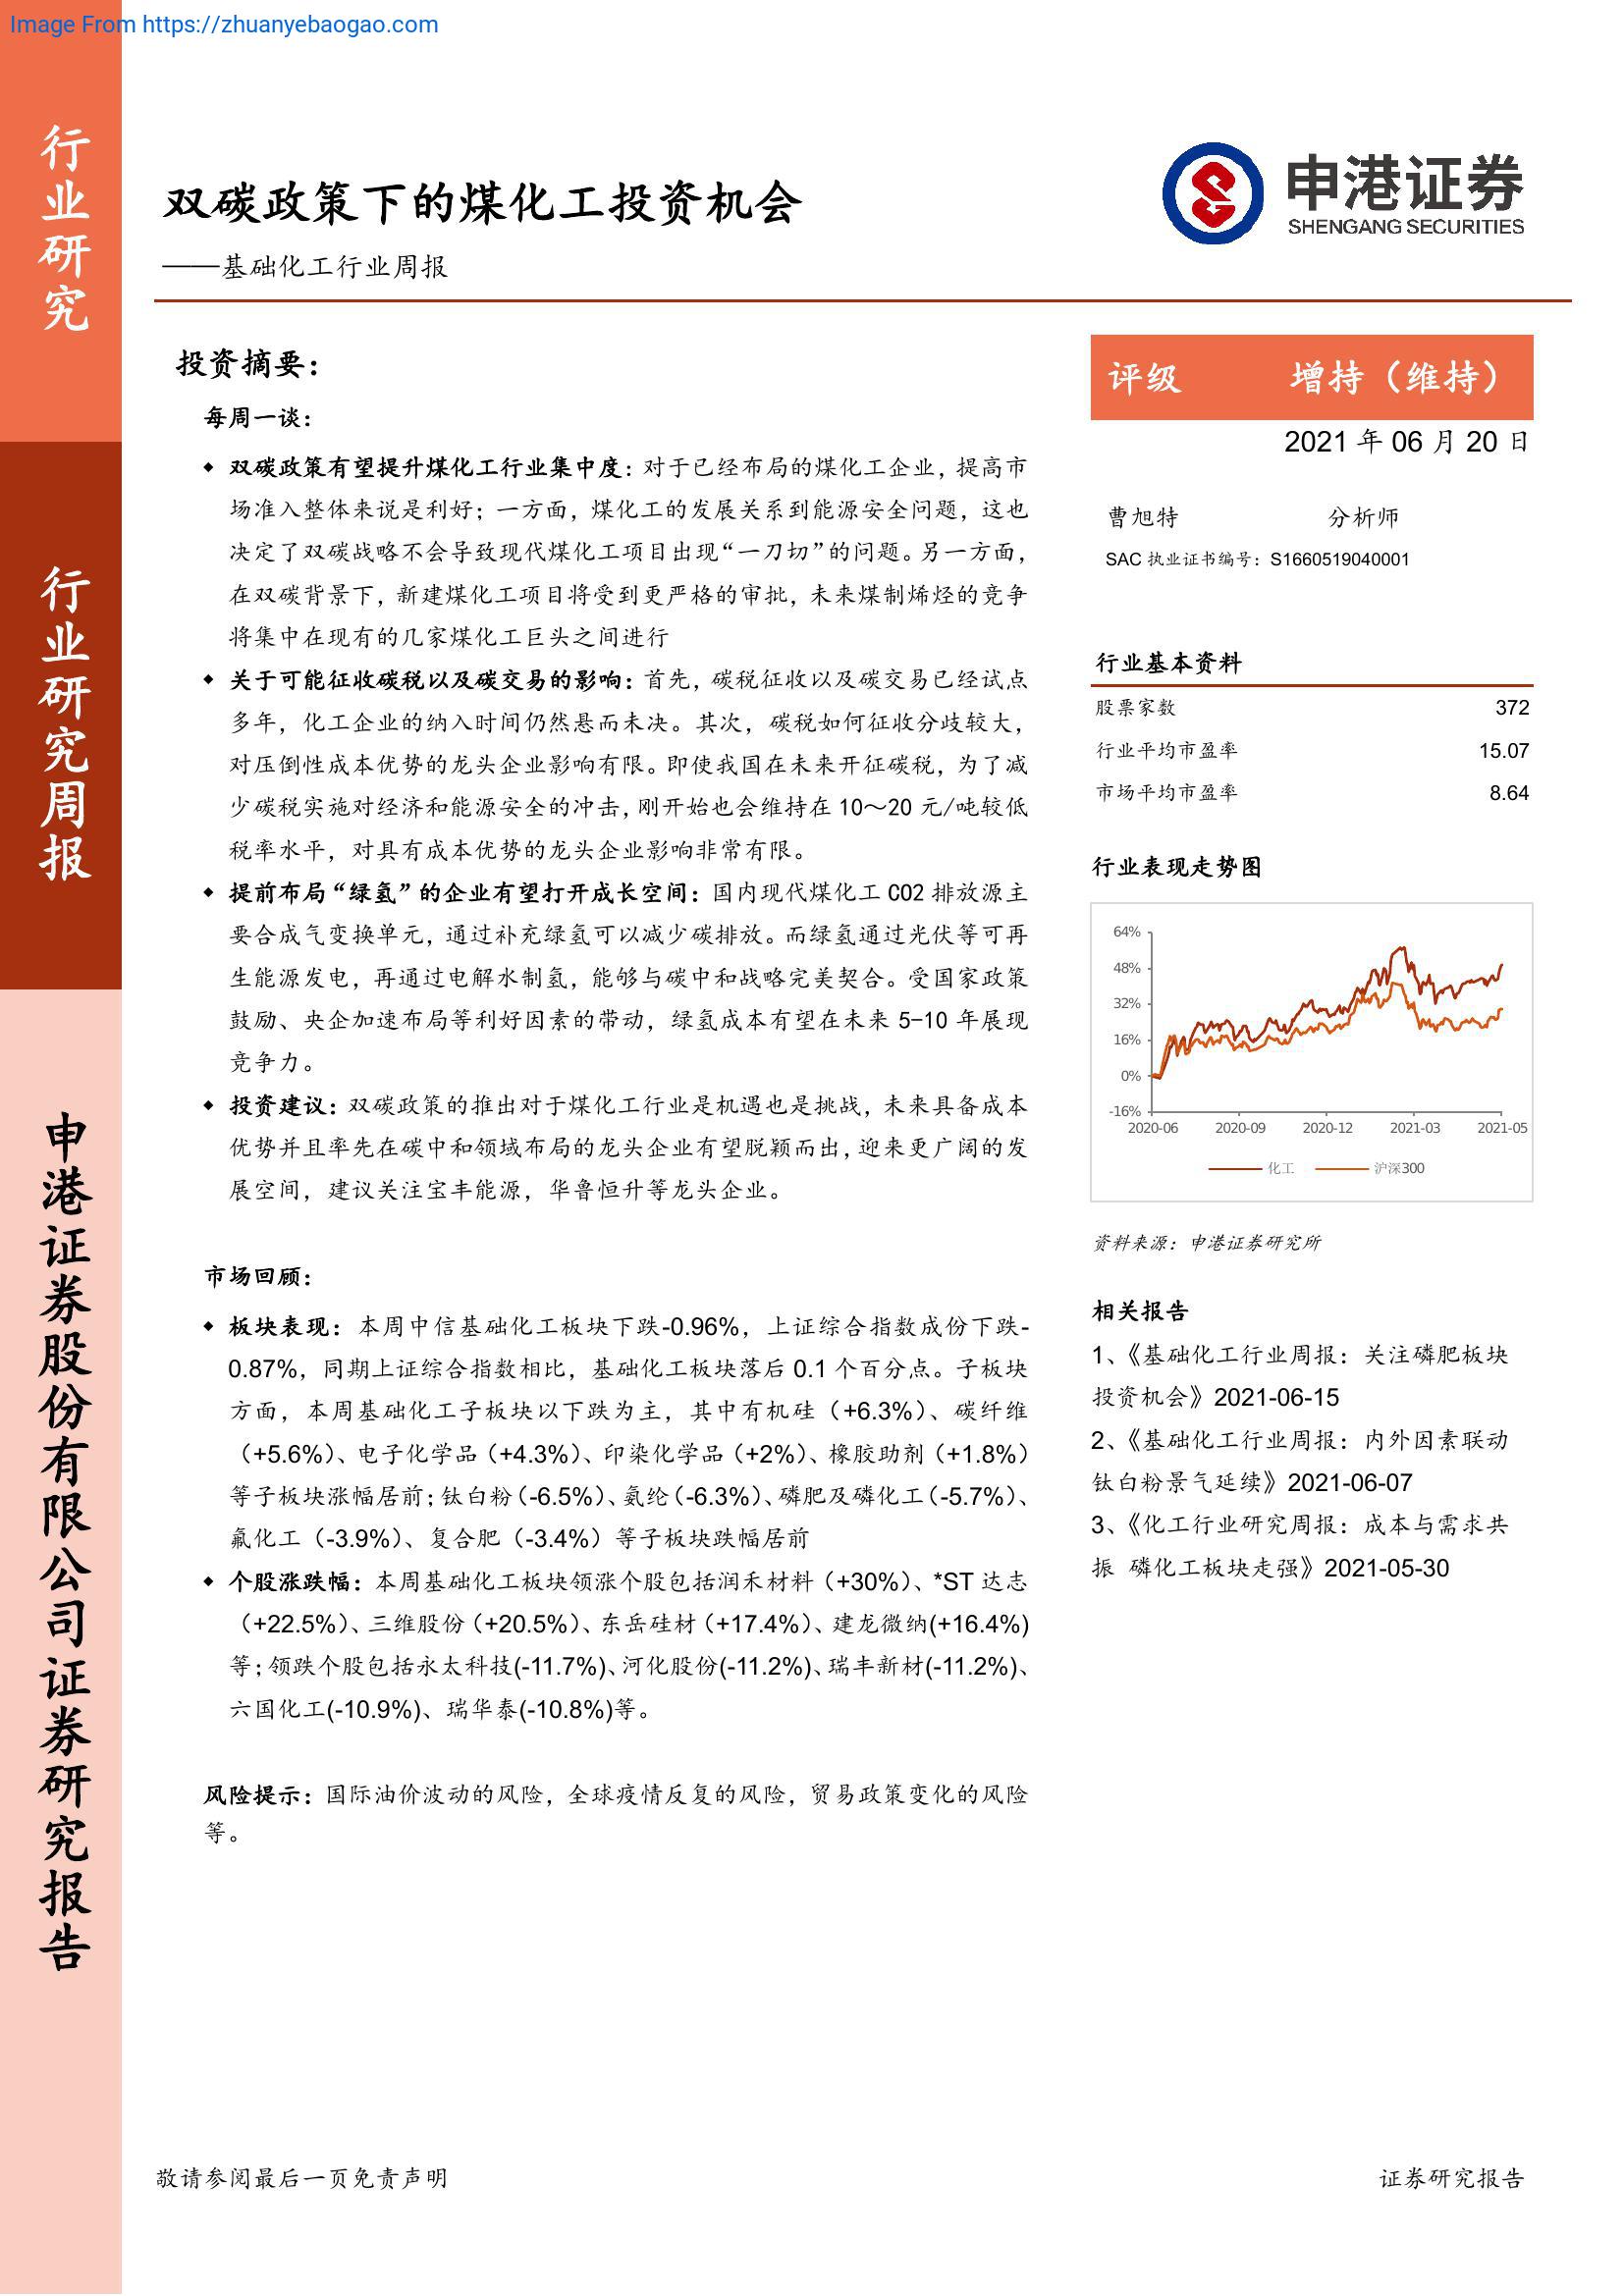 Image From https://zhuanyebaogao.com
行业研究
行业研究周报
申港证券股份有限公司证券研究报告
双碳政策下的煤化工投资机会
——基础化工行业周报
申港证券
SHENGANG SECURITIES
投资摘要：
每周一谈：
◆ 双碳政策有望提升煤化工行业集中度：对于已经布局的煤化工企业，提高市
场准入整体来说是利好；一方面，煤化工的发展关系到能源安全问题，这也
决定了双碳战略不会导致现代煤化工项目出现“一刀切”的问题。另一方面，
在双碳背景下，新建煤化工项目将受到更严格的审批，未来煤制烯烃的竞争
将集中在现有的几家煤化工巨头之间进行
◆ 关于可能征收碳税以及碳交易的影响：首先，碳税征收以及碳交易已经试点
多年，化工企业的纳入时间仍然悬而未决。其次，碳税如何征收分歧较大，
对压倒性成本优势的龙头企业影响有限。即使我国在未来开征碳税，为了减
少碳税实施对经济和能源安全的冲击，刚开始也会维持在 10～20 元/吨较低
税率水平，对具有成本优势的龙头企业影响非常有限。
◆ 提前布局“绿氢”的企业有望打开成长空间：国内现代煤化工 CO2 排放源主
要合成气变换单元，通过补充绿氢可以减少碳排放。而绿氢通过光伏等可再
生能源发电，再通过电解水制氢，能够与碳中和战略完美契合。受国家政策
鼓励、央企加速布局等利好因素的带动，绿氢成本有望在未来 5-10 年展现
竞争力。
◆ 投资建议：双碳政策的推出对于煤化工行业是机遇也是挑战，未来具备成本
优势并且率先在碳中和领域布局的龙头企业有望脱颖而出，迎来更广阔的发
展空间，建议关注宝丰能源，华鲁恒升等龙头企业。
市场回顾：
◆ 板块表现：本周中信基础化工板块下跌-0.96%，上证综合指数成份下跌-
0.87%，同期上证综合指数相比，基础化工板块落后 0.1 个百分点。子板块
方面，本周基础化工子板块以下跌为主，其中有机硅（+6.3%）、碳纤维
（+5.6%）、电子化学品（+4.3%）、印染化学品（+2%）、橡胶助剂（+1.8%）
等子板块涨幅居前；钛白粉（-6.5%）、氨纶（-6.3%）、磷肥及磷化工（-5.7%）、
氟化工（-3.9%）、复合肥（-3.4%）等子板块跌幅居前
◆ 个股涨跌幅：本周基础化工板块领涨个股包括润禾材料（+30%）、*ST 达志
（+22.5%）、三维股份（+20.5%）、东岳硅材（+17.4%）、建龙微纳(+16.4%)
等；领跌个股包括永太科技(-11.7%)、河化股份(-11.2%)、瑞丰新材(-11.2%)、
六国化工(-10.9%)、瑞华泰(-10.8%)等。
风险提示：国际油价波动的风险，全球疫情反复的风险，贸易政策变化的风险
等。
评级 增持（维持）
2021 年 06 月 20 日
曹旭特 分析师
SAC 执业证书编号：S1660519040001
行业基本资料
股票家数 372
行业平均市盈率 15.07
市场平均市盈率 8.64
行业表现走势图
64%
48%
32%
16%
0%
-16%
2020-06 2020-09 2020-12 2021-03 2021-05
化工 沪深300
资料来源：申港证券研究所
相关报告
1、《基础化工行业周报：关注磷肥板块
投资机会》2021-06-15
2、《基础化工行业周报：内外因素联动
钛白粉景气延续》2021-06-07
3、《化工行业研究周报：成本与需求共
振 磷化工板块走强》2021-05-30
敬请参阅最后一页免责声明 证券研究报告